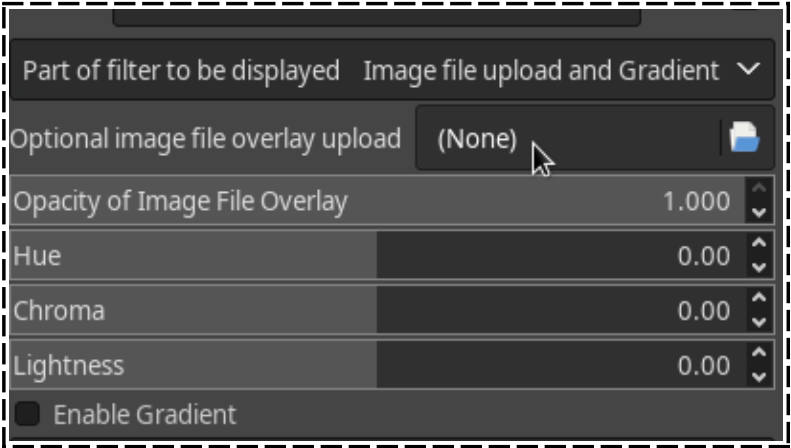 Part of filter to be displayed Image file upload and Gradient
Optional image file overlay upload (None)
Opacity of Image File Overlay 1.000
Hue 0.00
Chroma 0.00
Lightness 0.00
Enable Gradient